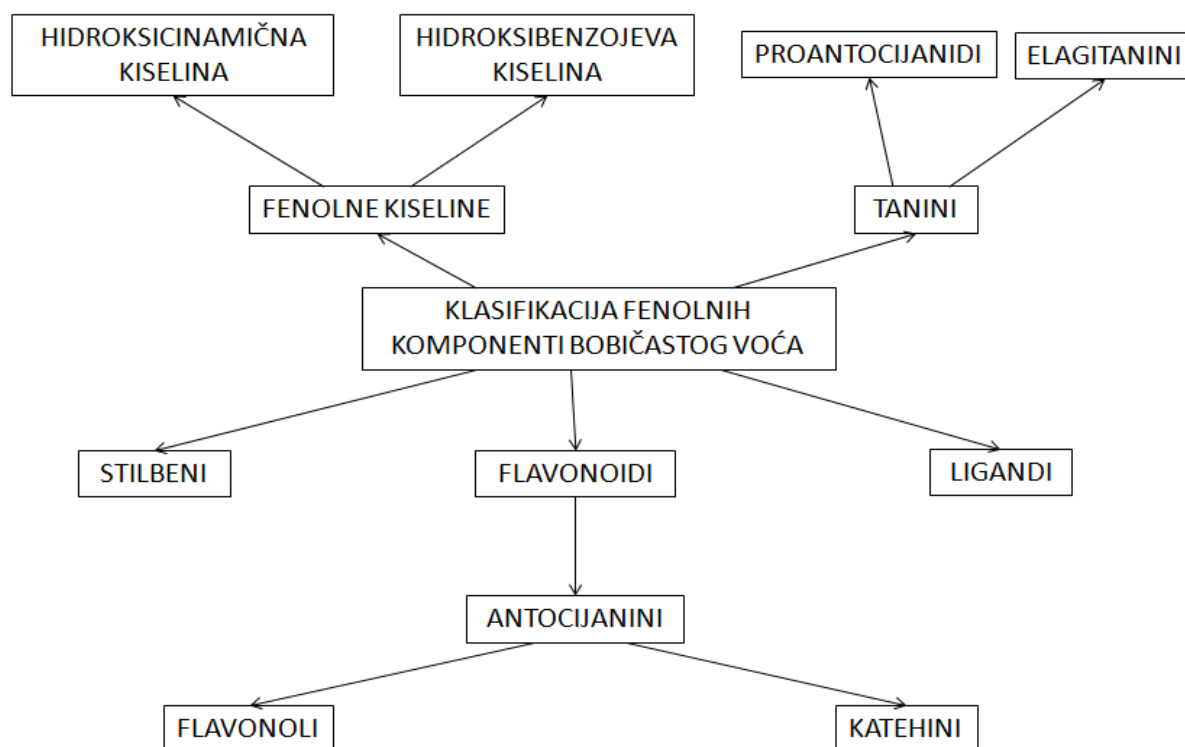 HIDROKSICINAMIČNA
KISELINA
HIDROKSIBENZOJEVA
KISELINA
PROANTOCIJANIDI
ELAGITANINI
FENOLNE KISELINE
TANINI
KLASIFIKACIJA FENOLNIH
KOMPONENTI BOBIČASTOG VOĆA
STILBENI
FLAVONOIDI
LIGANDI
ANTOCIJANINI
FLAVONOLI
KATEHINI